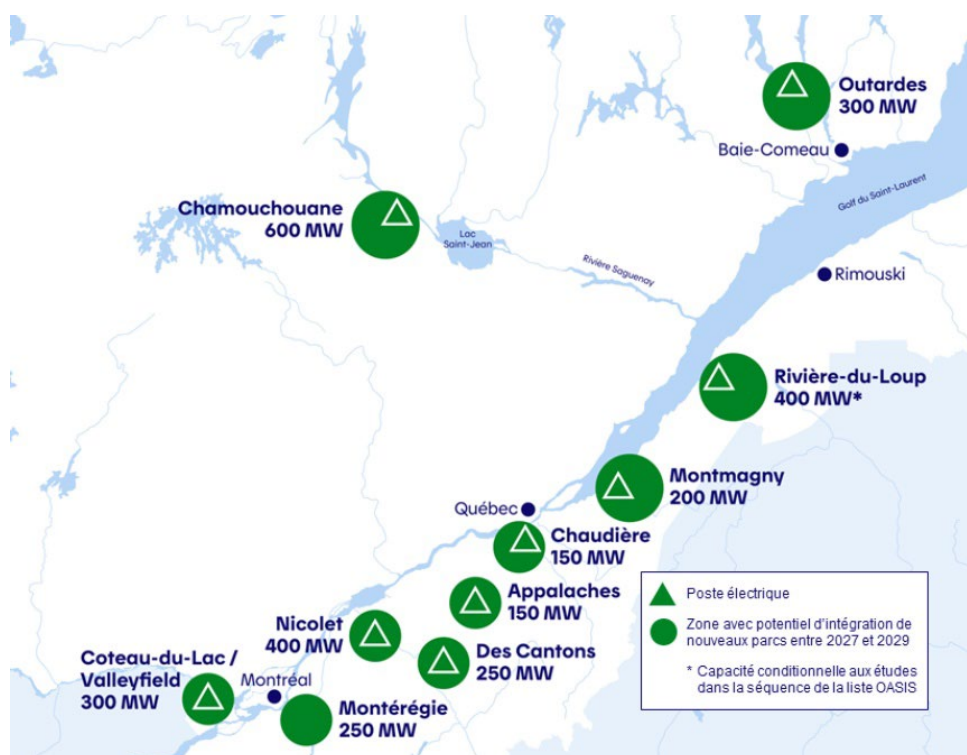 Outardes
300 MW
Baie-Comeau
Golf du Saint-Laurent
Chamouchouane
600 MW
Lac
Saint-Jean
Rivière Saguenay
Rimouski
Rivière-du-Loup
400 MW*
Montmagny
200 MW
Québec
Chaudière
150 MW
Appalaches
150 MW
Nicolet
400 MW
Des Cantons
250 MW
Coteau-du-Lac /
Valleyfield
300 MW
Montréal
Montérégie
250 MW
Poste électrique
Zone avec potentiel d'intégration de
nouveaux parcs entre 2027 et 2029
* Capacité conditionnelle aux études
dans la séquence de la liste OASIS